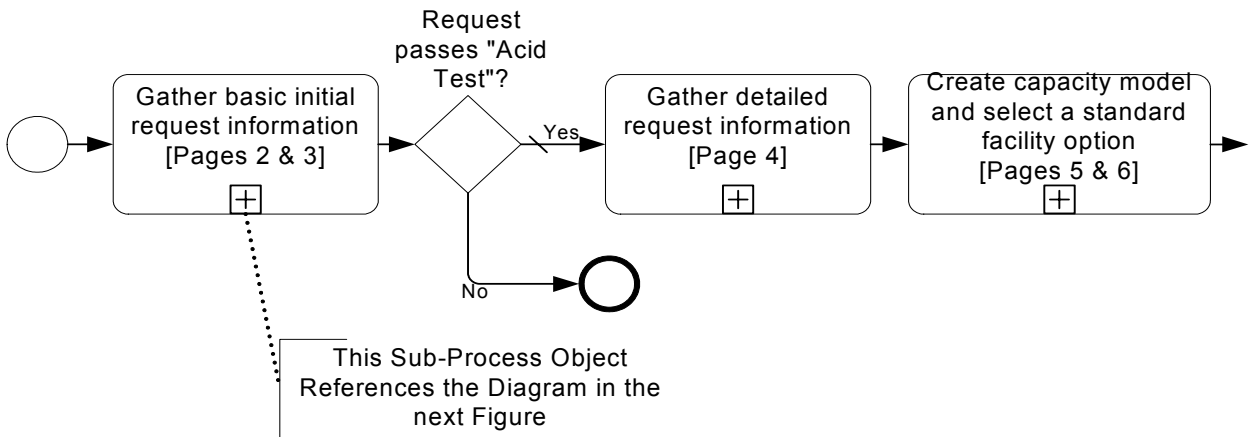 Request
passes "Acid
Test"?
Gather basic initial
request information
[Pages 2 & 3]
Yes
Gather detailed
request information
[Page 4]
Create capacity model
and select a standard
facility option
[Pages 5 & 6]
No
This Sub-Process Object
References the Diagram in the
next Figure